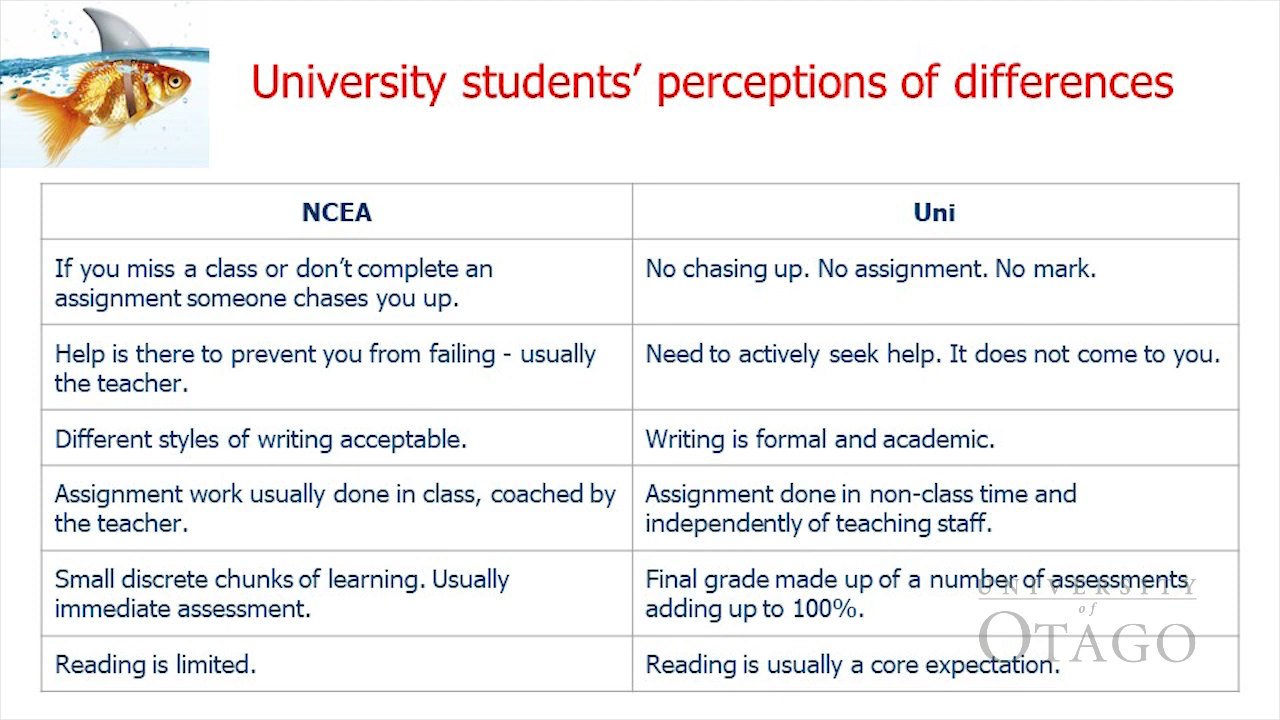 University students’ perceptions of differences
NCEA
Uni
If you miss a class or don’t complete an
assignment someone chases you up.
No chasing up. No assignment. No mark.
Help is there to prevent you from failing - usually
the teacher.
Need to actively seek help. It does not come to you.
Different styles of writing acceptable.
Writing is formal and academic.
Assignment work usually done in class, coached by
the teacher.
Assignment done in non-class time and
independently of teaching staff.
Small discrete chunks of learning. Usually
immediate assessment.
Final grade made up of a number of assessments
adding up to 100%.
Reading is limited.
Reading is usually a core expectation.
UNIVERSITY
of
OTAGO